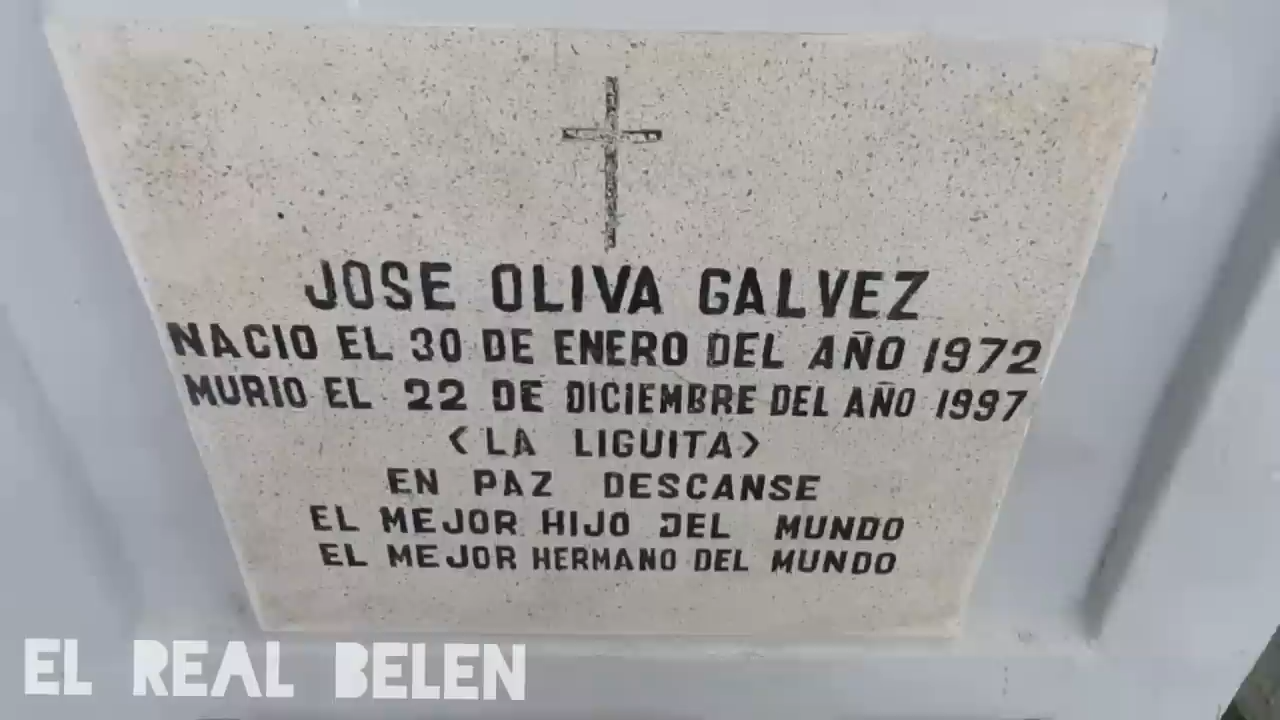 JOSE OLIVA GALVEZ
NACIO EL 30 DE ENERO DEL AÑO 1972
MURIO EL 22 DE DICIEMBRE DEL AÑO 1997
<LA LIGUITA>
EN PAZ DESCANSE
EL MEJOR HIJO DEL MUNDO
EL MEJOR HERMANO DEL MUNDO
EL REAL BELEN